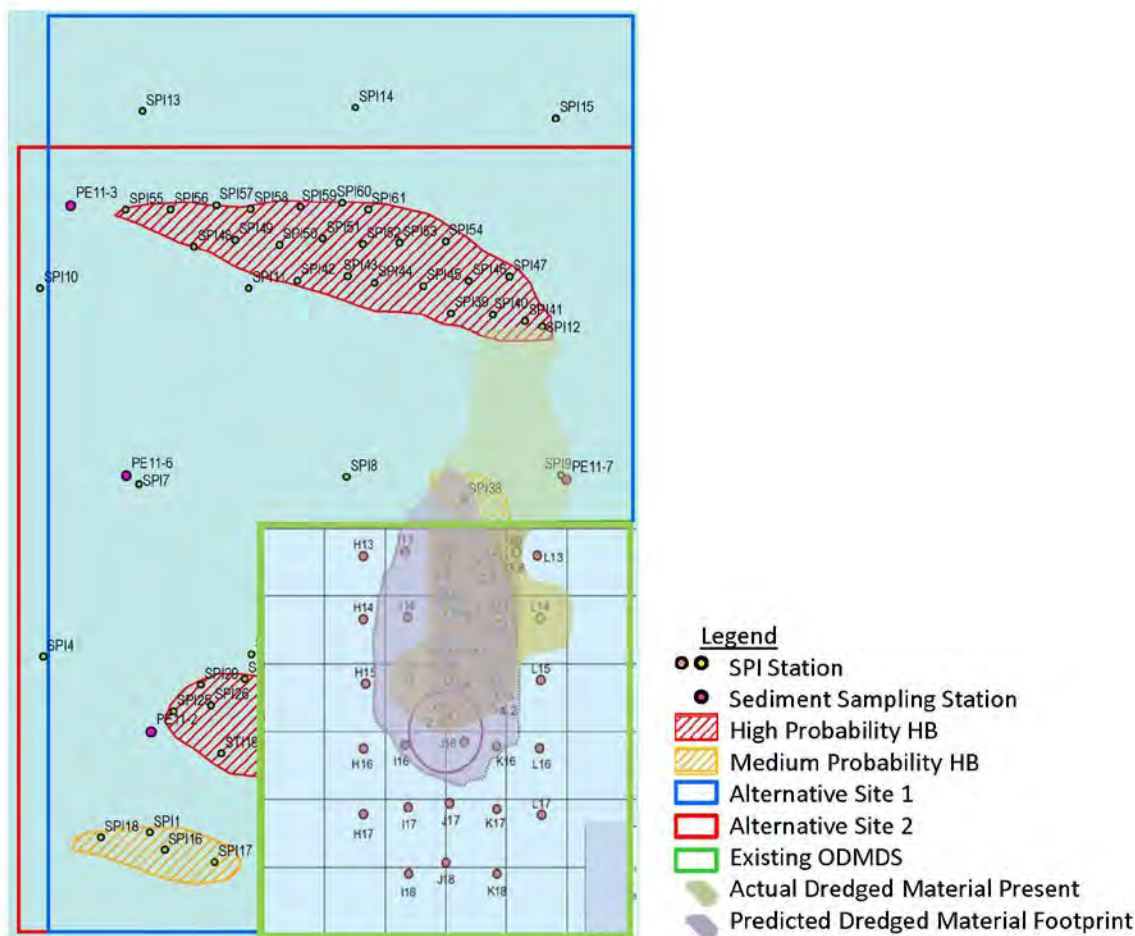 SPI13
SPI14
SPI15
PE11-3
SPI55
SPI56
SPI57
SPI58
SPI59
SPI60
SPI61
SPI48
SPI49
SPI50
SPI51
SPI52
SPI53
SPI54
SPI10
SPI11
SPI42
SPI43
SPI44
SPI45
SPI46
SPI47
SPI39
SPI40
SPI41
SPI12
PE11-6
SPI7
SPI8
SPI9
PE11-7
SPI38
H13
L13
H14
L14
SPI4
H15
L15
SPI26
SPI25
PE11-2
J16
H16
I16
K16
L16
H17
I17
J17
K17
L17
SPI18
SPI1
SPI16
SPI17
I18
J18
K18
Legend
SPI Station
Sediment Sampling Station
High Probability HB
Medium Probability HB
Alternative Site 1
Alternative Site 2
Existing ODMDS
Actual Dredged Material Present
Predicted Dredged Material Footprint